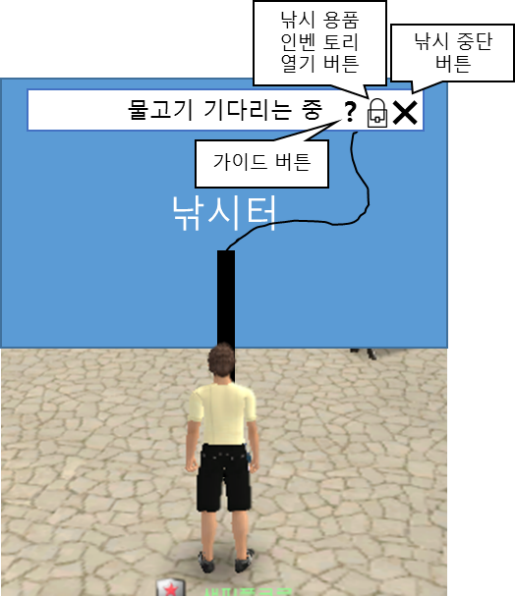 낚시 용품
인벤 토리
열기 버튼
낚시 중단
버튼
물고기 기다리는 중 ?
가이드 버튼
낚시터